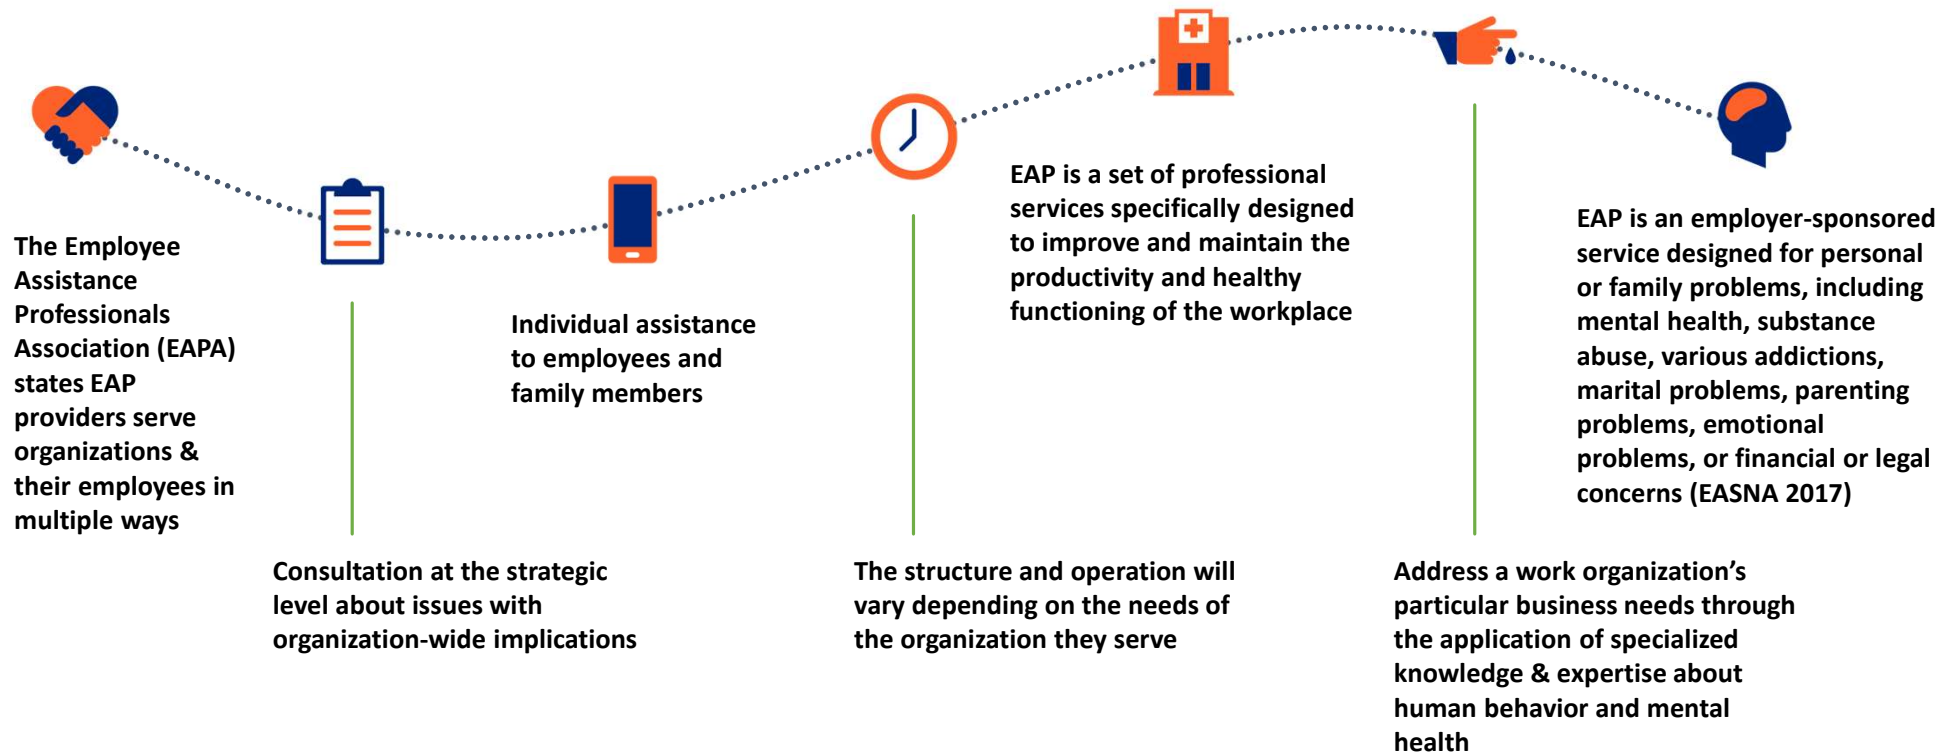 The Employee
Assistance
Professionals
Association (EAPA)
states EAP
providers serve
organizations &
their employees in
multiple ways
Consultation at the strategic
level about issues with
organization-wide implications
Individual assistance
to employees and
family members
The structure and operation will
vary depending on the needs of
the organization they serve
EAP is a set of professional
services specifically designed
to improve and maintain the
productivity and healthy
functioning of the workplace
Address a work organization’s
particular business needs through
the application of specialized
knowledge & expertise about
human behavior and mental
health
EAP is an employer-sponsored
service designed for personal
or family problems, including
mental health, substance
abuse, various addictions,
marital problems, parenting
problems, emotional
problems, or financial or legal
concerns (EASNA 2017)